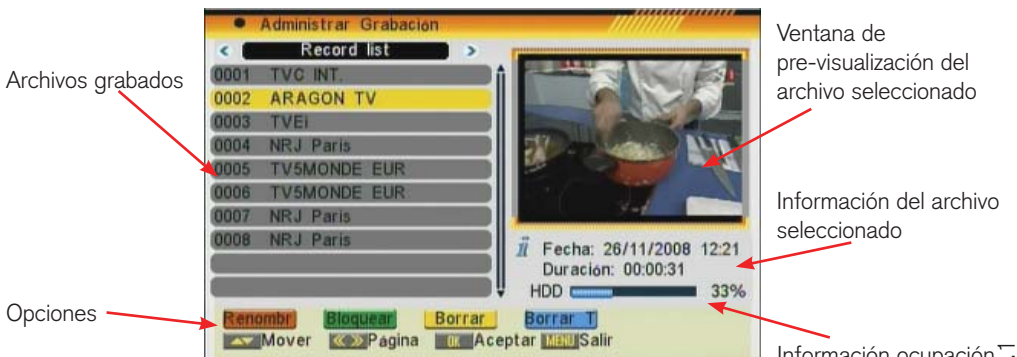 Administrar Grabación
Record list
0001 TVC INT.
0002 ARAGON TV
0003 TVEi
0004 NRJ Paris
0005 TV5MONDE EUR
0006 TV5MONDE EUR
0007 NRJ Paris
0008 NRJ Paris
Fecha: 26/11/2008 12:21
Duración: 00:00:31
HDD 33%
Renombr Bloquear Borrar Borrar T
Mover Página OK Aceptar MENU Salir
Archivos grabados
Opciones
Ventana de
pre-visualización del
archivo seleccionado
Información del archivo
seleccionado
Información ocupación